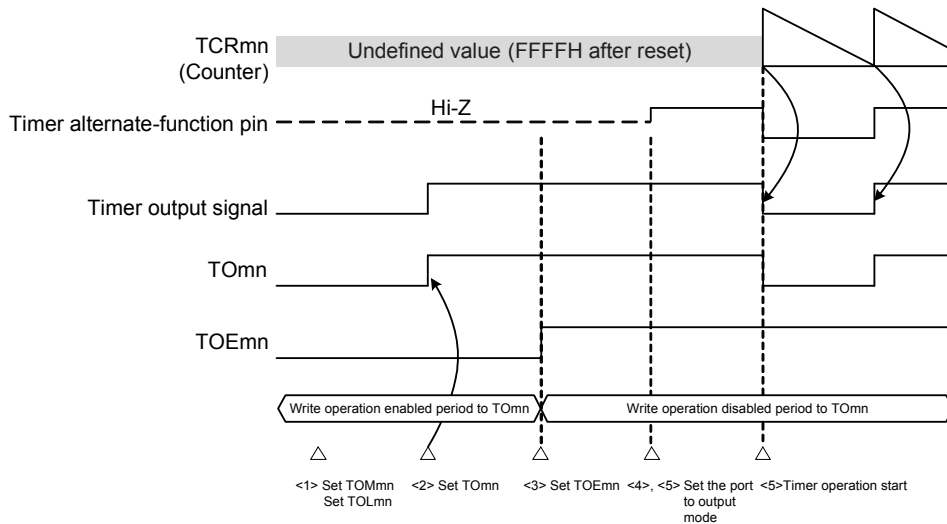 TCRmn
(Counter)
Undefined value (FFFFH after reset)
Timer alternate-function pin
Hi-Z
Timer output signal
TOmn
TOEmn
Write operation enabled period to TOmn
Write operation disabled period to TOmn
<1> Set TOMmn
Set TOLmn
<2> Set TOmn
<3> Set TOEmn
<4>, <5> Set the port
to output
mode
<5>Timer operation start